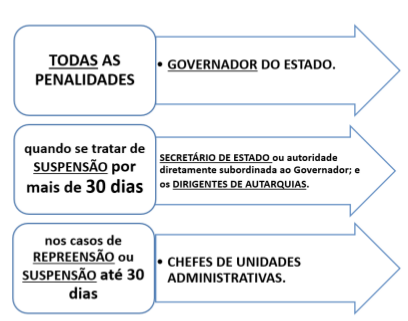 TODAS AS
PENALIDADES
• GOVERNADOR DO ESTADO.
quando se tratar de
SUSPENSÃO por
mais de 30 dias
SECRETÁRIO DE ESTADO ou autoridade
diretamente subordinada ao Governador; e
os DIRIGENTES DE AUTARQUIAS.
nos casos de
REPREENSÃO ou
SUSPENSÃO até 30
dias
• CHEFES DE UNIDADES
ADMINISTRATIVAS.